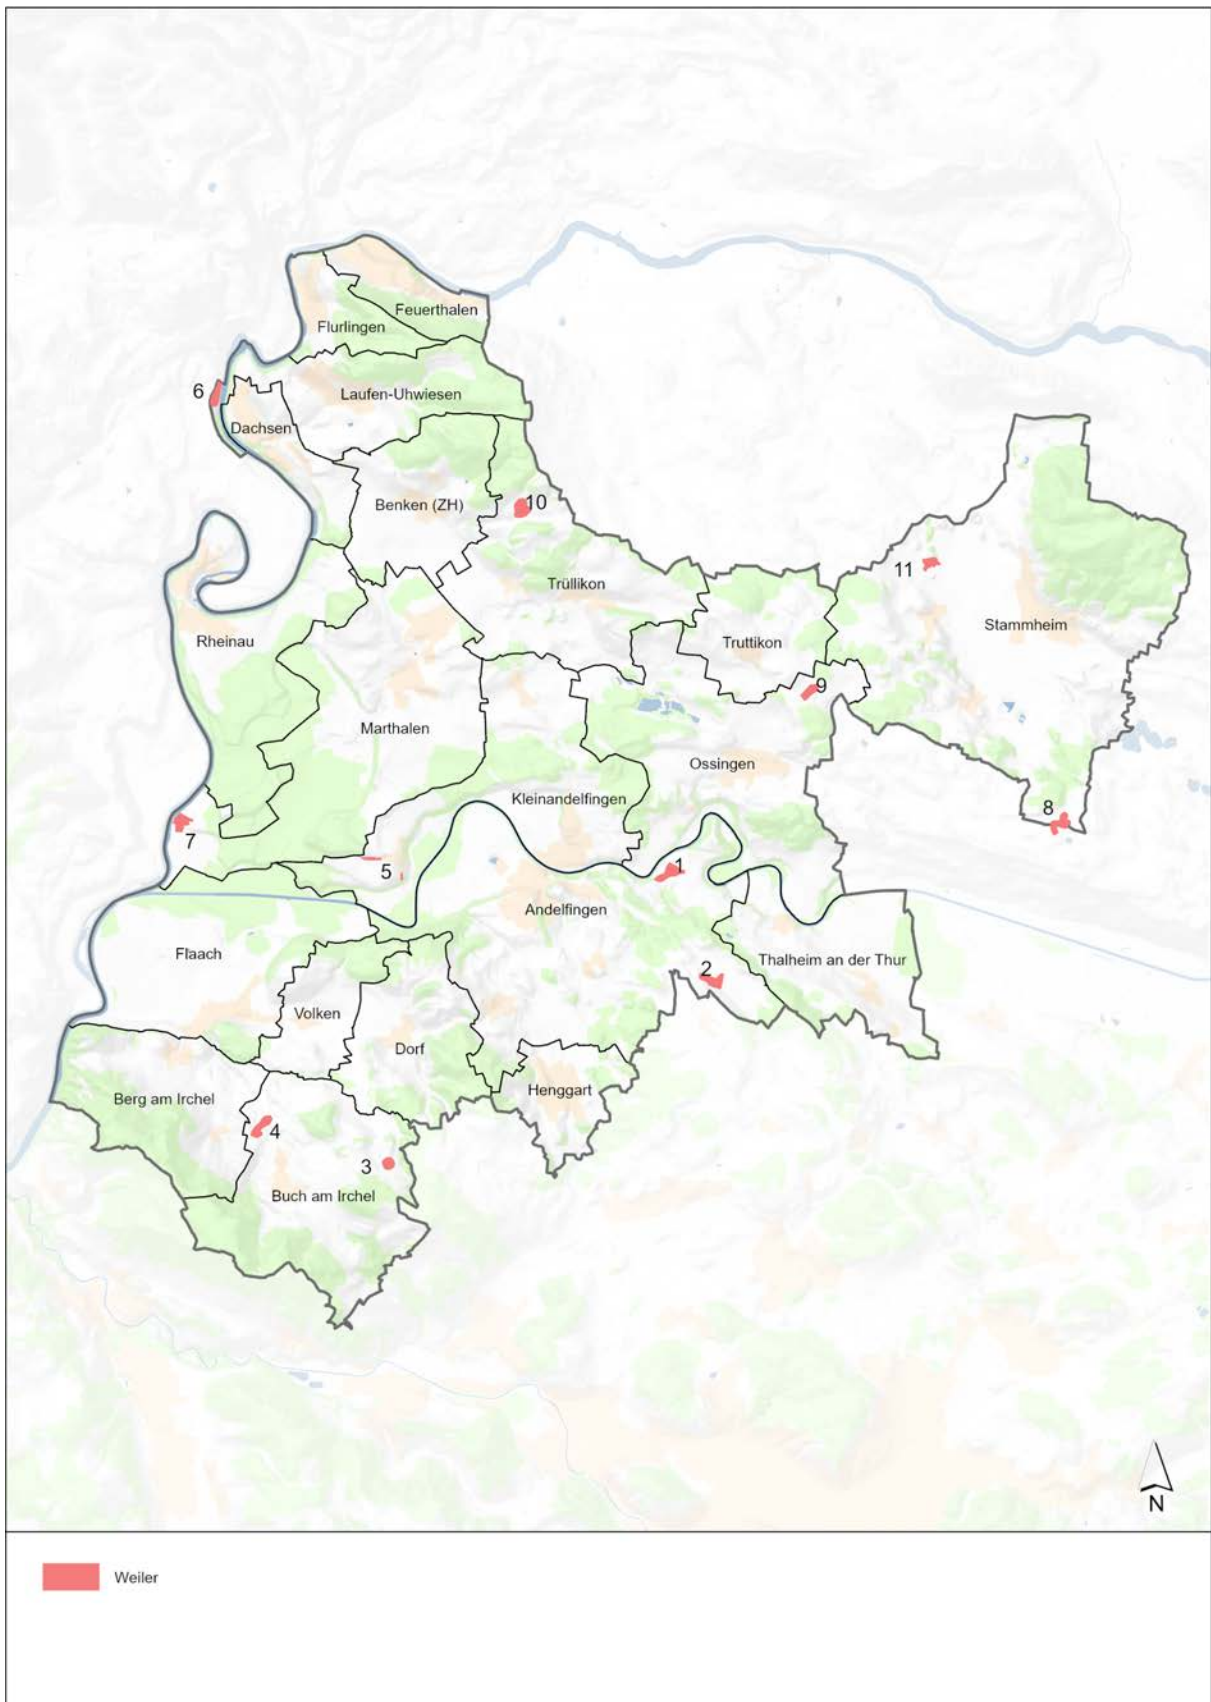 Feuerthalen
Flurlingen
6
Laufen-Uhwiesen
Dachsen
Benken (ZH)
10
11
Trüllikon
Stammheim
Rheinau
Truttikon
9
Marthalen
Ossingen
Kleinandelfingen
8
7
5
1
Andelfingen
Flaach
Thalheim an der Thur
2
Volken
Dorf
Henggart
Berg am Irchel
4
3
Buch am Irchel
N
Weiler